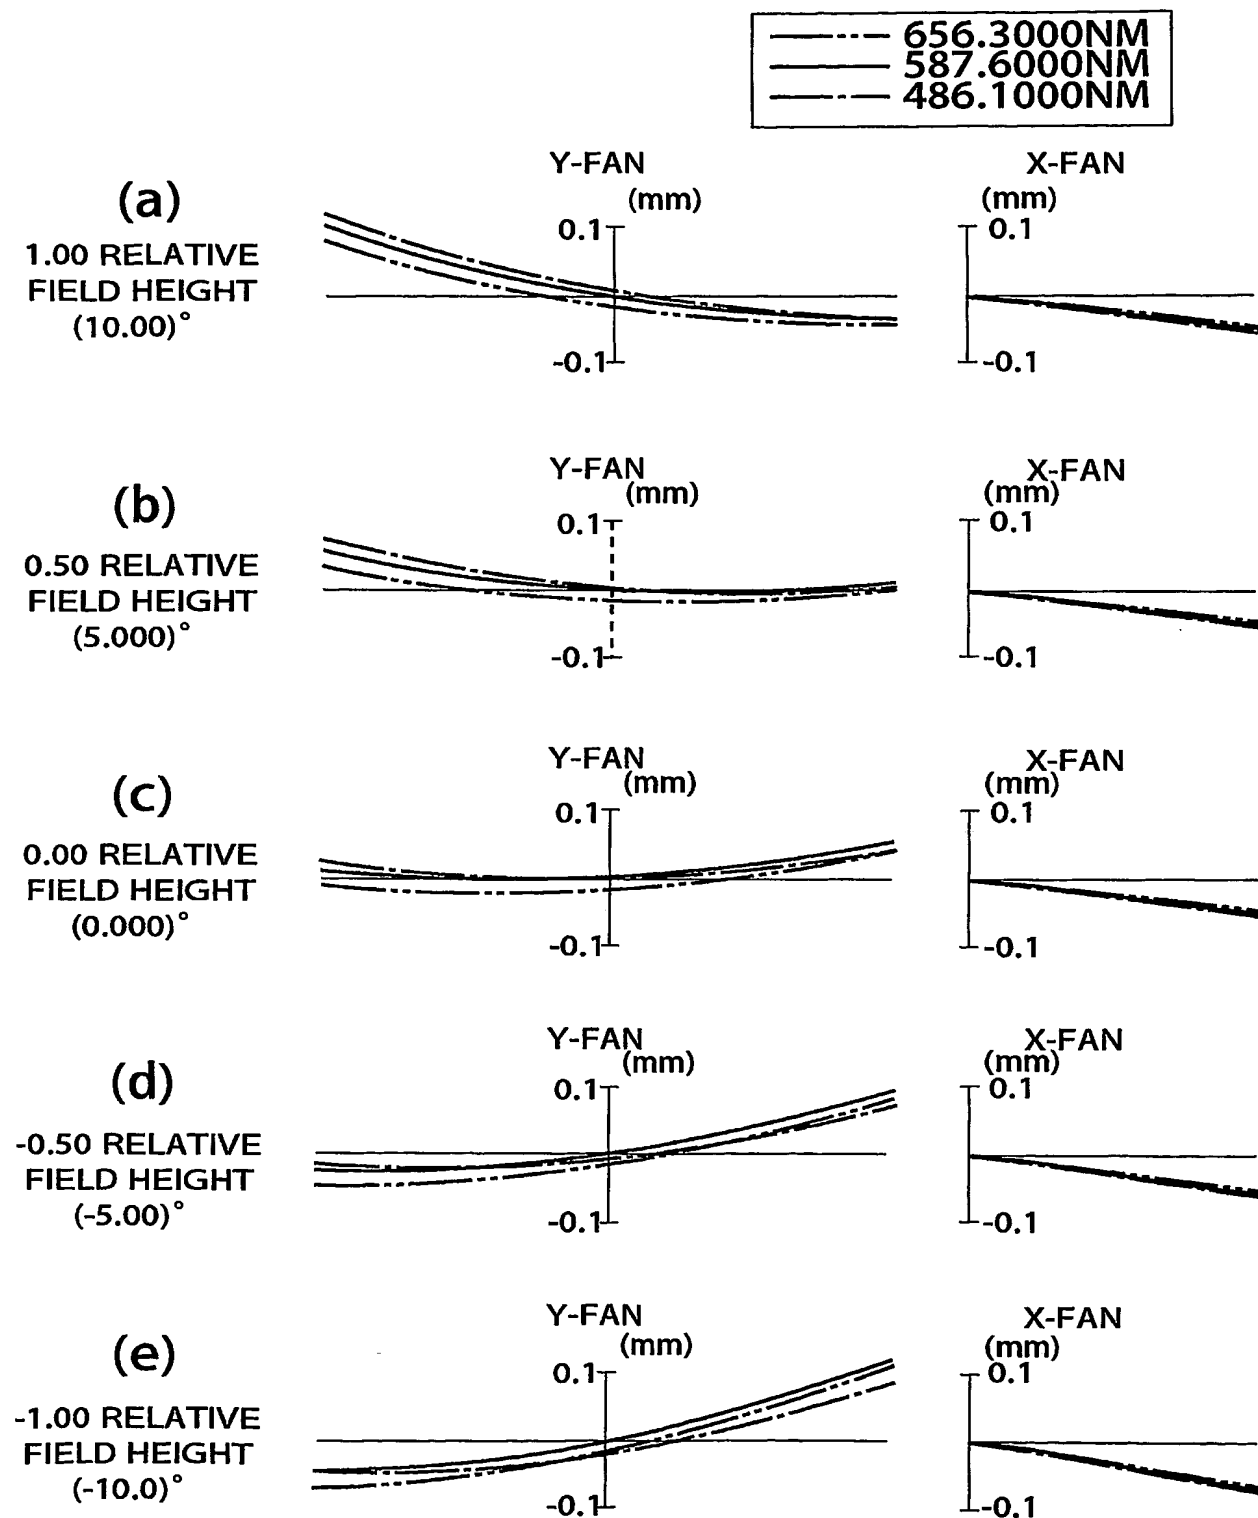 656.3000NM
587.6000NM
486.1000NM
Y-FAN
X-FAN
(a)
(mm)
(mm)
0.1
0.1
1.00 RELATIVE
FIELD HEIGHT
(10.00)°
-0.1
-0.1
Y-FAN
X-FAN
(b)
(mm)
(mm)
0.1
0.1
0.50 RELATIVE
FIELD HEIGHT
(5.000)°
-0.1
-0.1
Y-FAN
X-FAN
(c)
(mm)
(mm)
0.1
0.1
0.00 RELATIVE
FIELD HEIGHT
(0.000)°
-0.1
-0.1
Y-FAN
X-FAN
(d)
(mm)
(mm)
0.1
0.1
-0.50 RELATIVE
FIELD HEIGHT
(-5.00)°
-0.1
-0.1
Y-FAN
X-FAN
(e)
(mm)
(mm)
0.1
0.1
-1.00 RELATIVE
FIELD HEIGHT
(-10.0)°
-0.1
-0.1